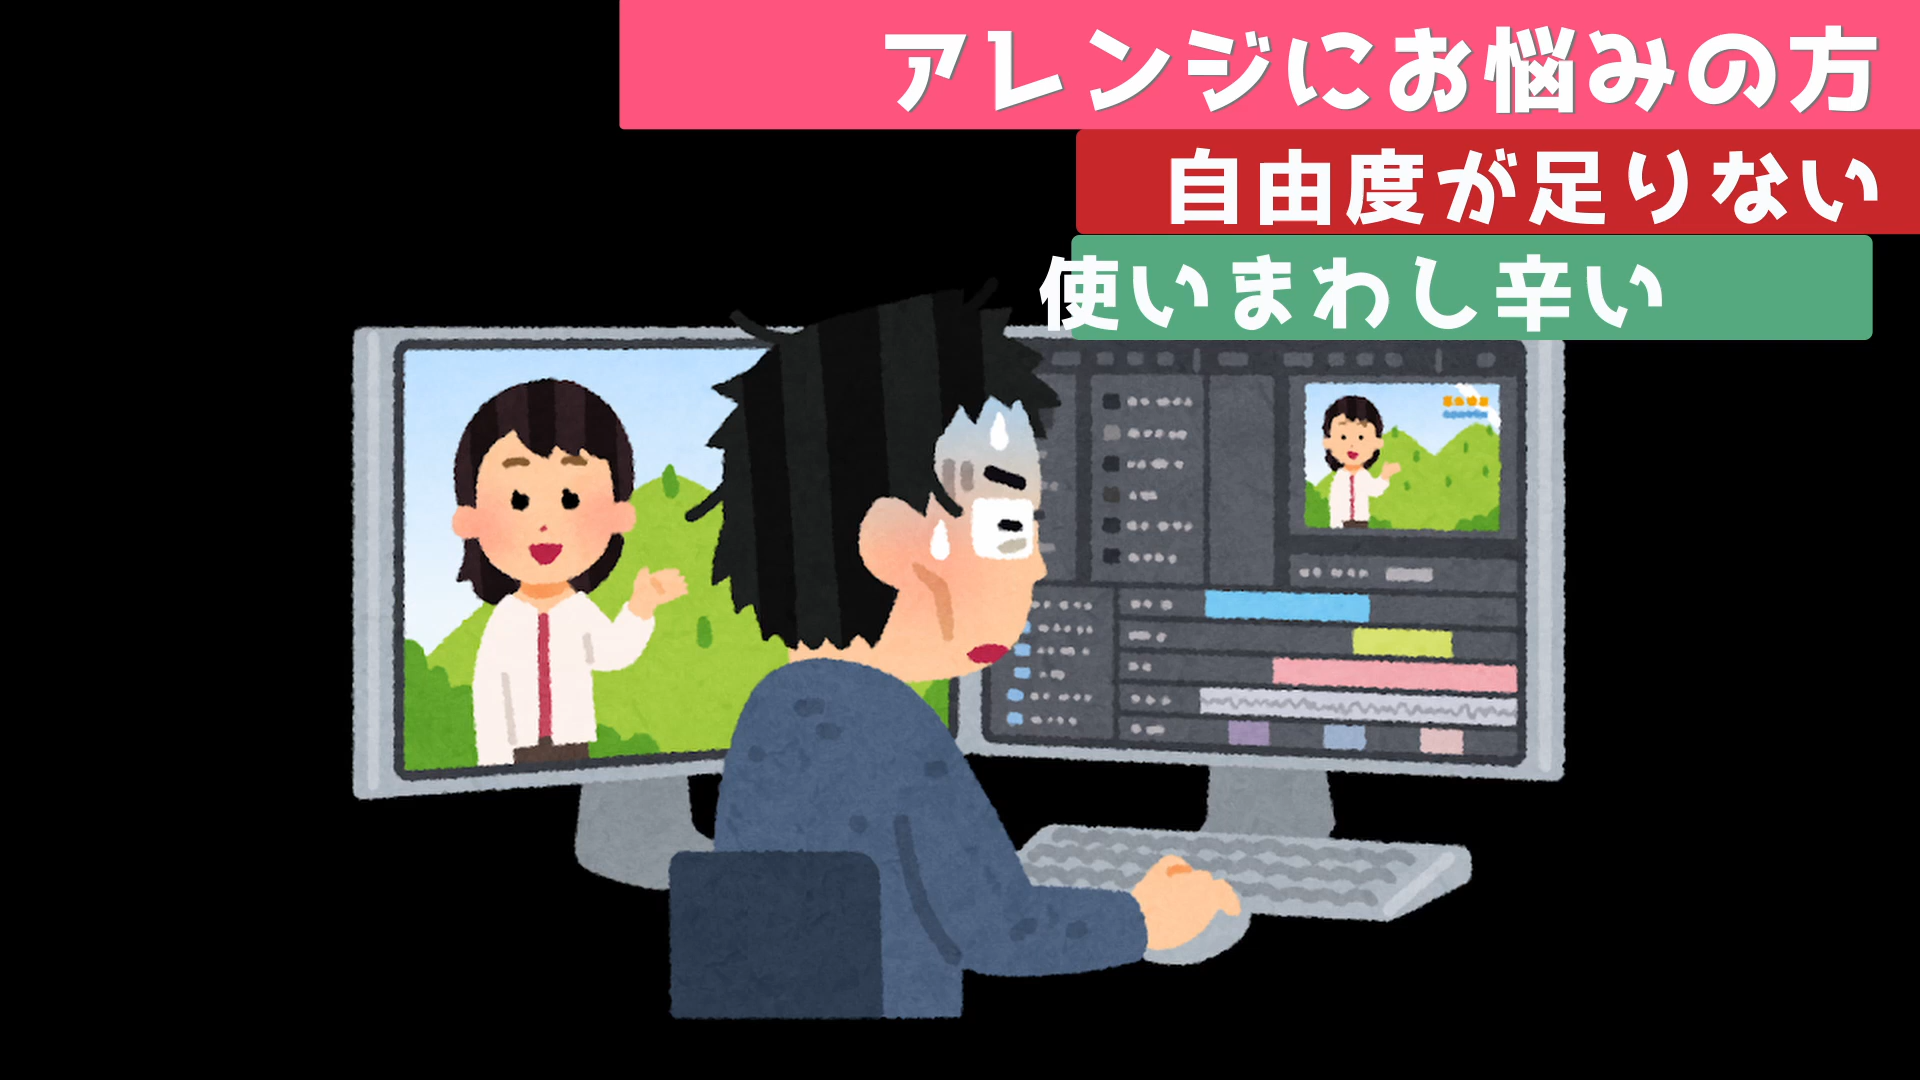 アレンジにお悩みの方
自由度が足りない
使いまわし辛い